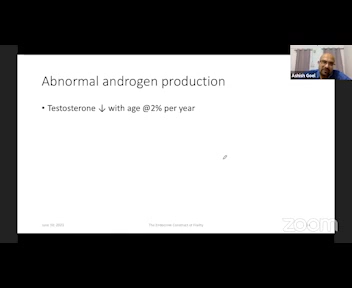 Ashish Goel
Abnormal androgen production
• Testosterone ↓ with age @2% per year
zoom